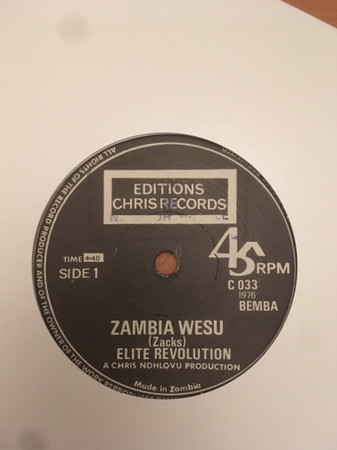 EDITIONS
CHRIS RECORDS
45 RPM
TIME 4-40
SIDE 1
C 033
1976
BEMBA
ZAMBIA WESU
(Zacks)
ELITE REVOLUTION
A CHRIS NDHLOVU PRODUCTION
Made in Zambia
ALL RIGHTS OF THE RECORD PRODUCER AND OF THE OWNER OF THE WORK REPRODUCED